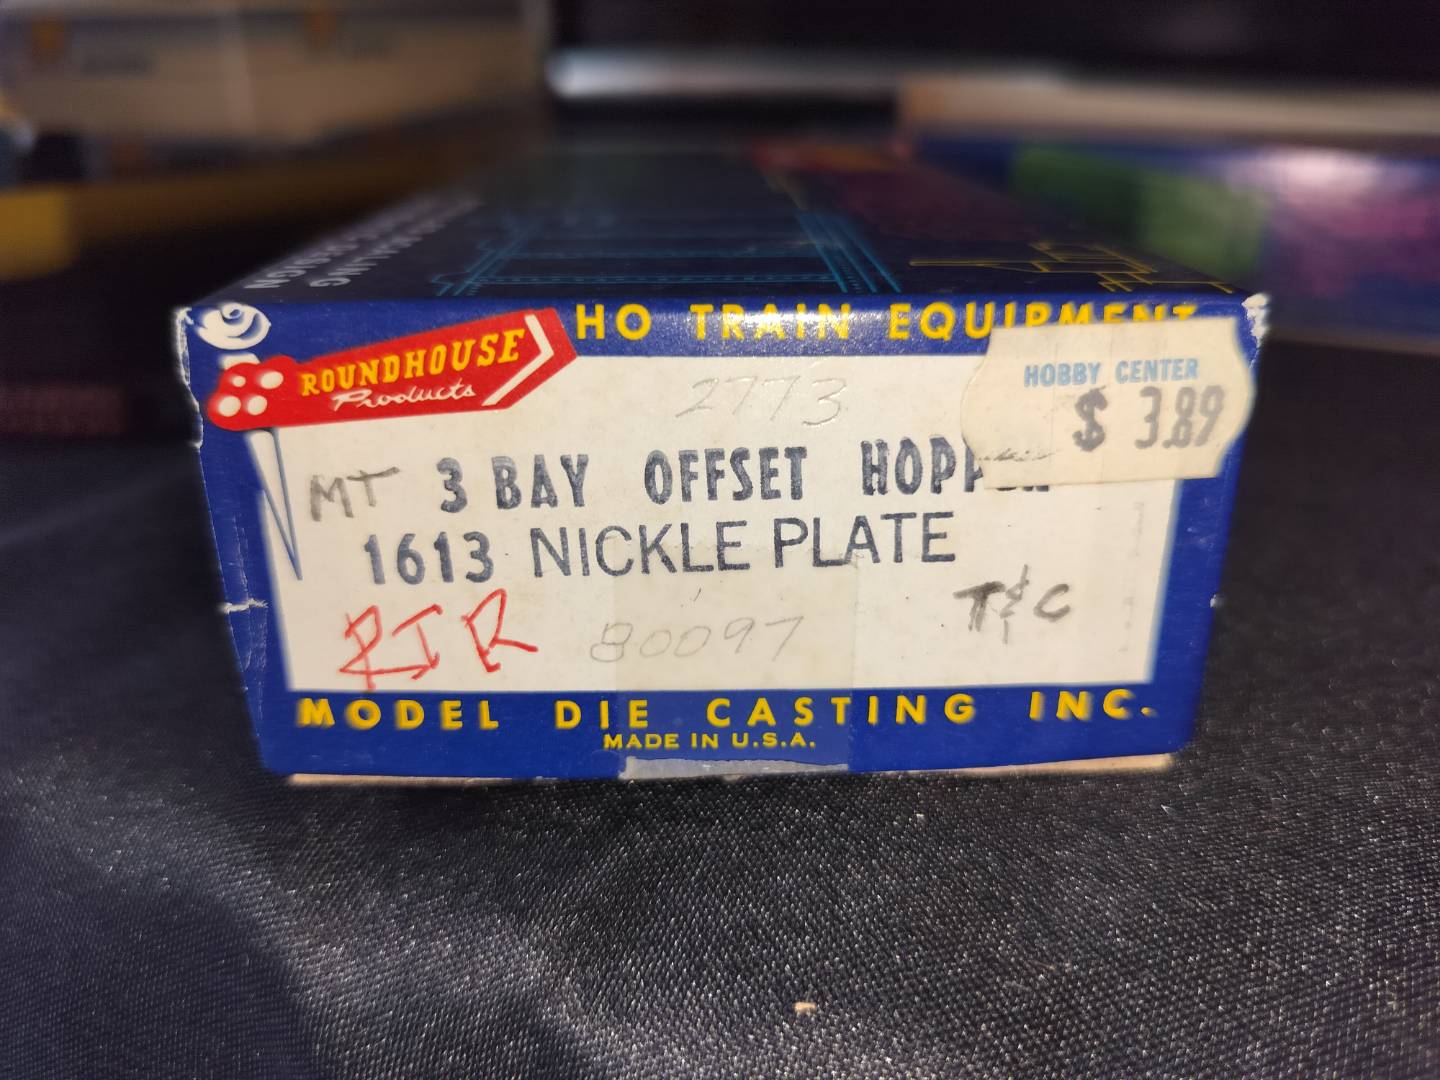 ROUNDHOUSE
Products
HO TRAIN EQUIPMENT
HOBBY CENTER
$ 3.89
2773
MT 3 BAY OFFSET
1613 NICKLE PLATE
RTR 80097 T&C
MODEL DIE CASTING INC.
MADE IN U.S.A.